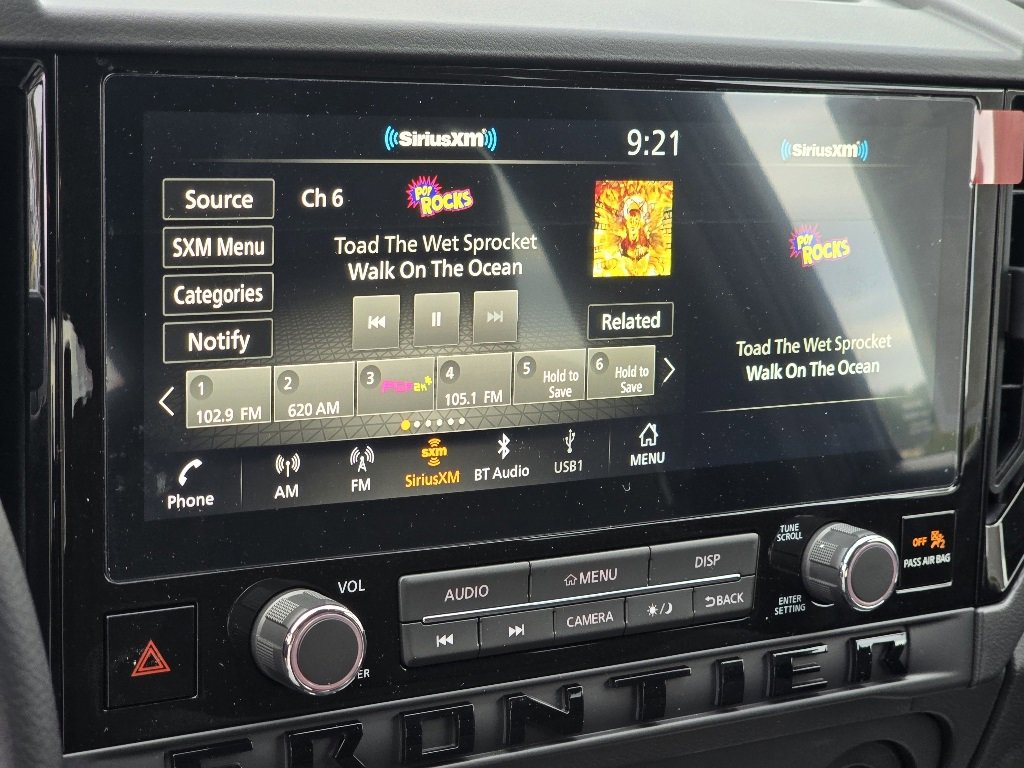 SiriusXM
9:21
SiriusXM
Source
Ch 6
POP ROCKS
SXM Menu
Toad The Wet Sprocket
Walk On The Ocean
Categories
Notify
Related
POP ROCKS
Toad The Wet Sprocket
Walk On The Ocean
1
102.9 FM
2
620 AM
3
4
105.1 FM
5
Hold to
Save
6
Hold to
Save
Phone
AM
FM
sxm
SiriusXM
BT Audio
USB1
MENU
VOL
AUDIO
MENU
DISP
CAMERA
BACK
TUNE
SCROLL
ENTER
SETTING
OFF
PASS AIR BAG
FRONTIER